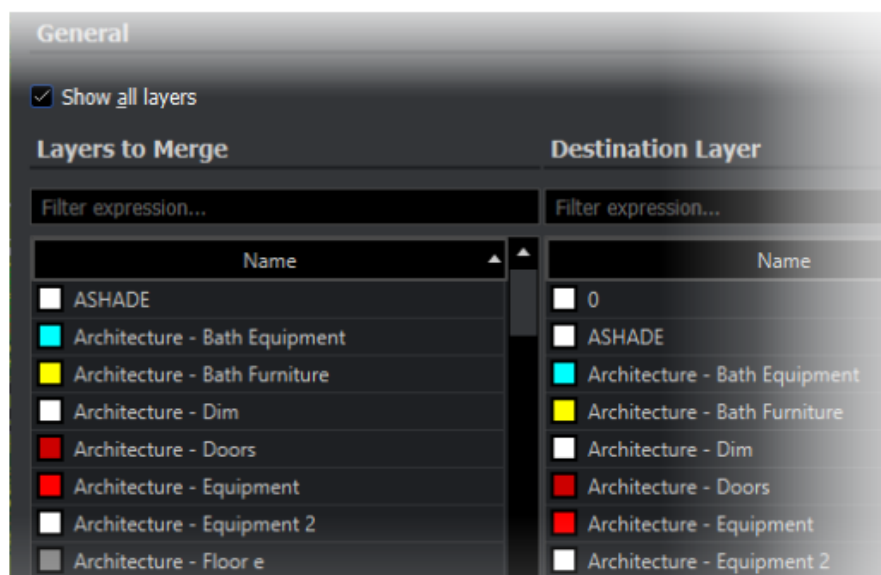 General
Show all layers
Layers to Merge
Destination Layer
Filter expression...
Filter expression...
Name
Name
ASHADE
0
Architecture - Bath Equipment
ASHADE
Architecture - Bath Furniture
Architecture - Bath Equipment
Architecture - Dim
Architecture - Bath Furniture
Architecture - Doors
Architecture - Dim
Architecture - Equipment
Architecture - Doors
Architecture - Equipment 2
Architecture - Equipment
Architecture - Floor e
Architecture - Equipment 2